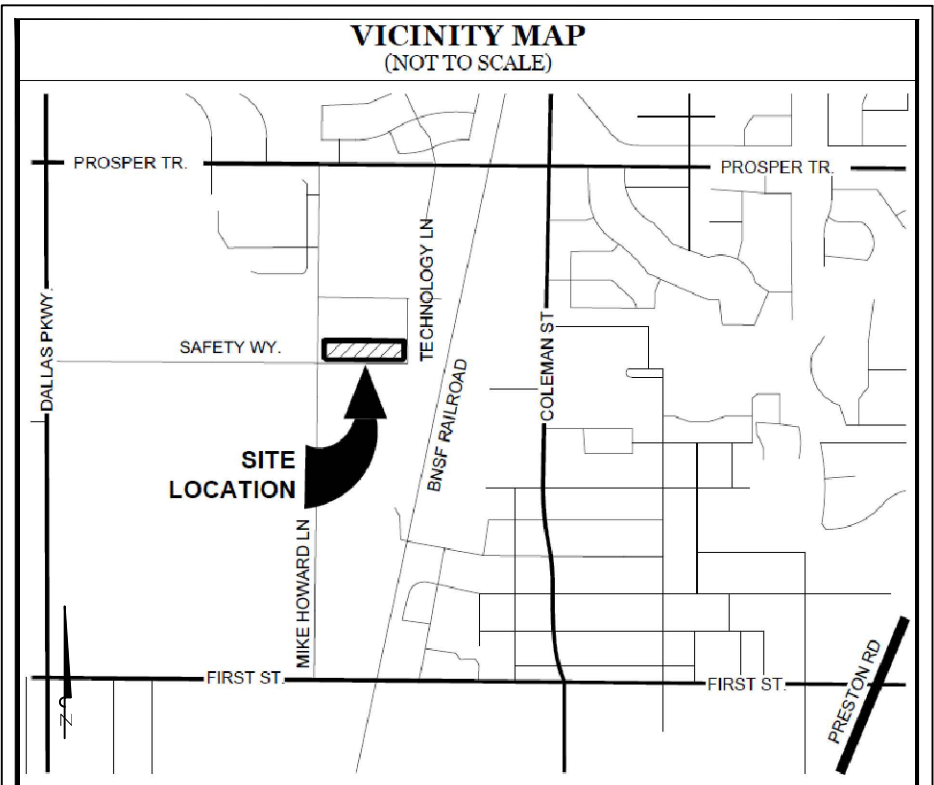 VICINITY MAP
(NOT TO SCALE)
PROSPER TR.
PROSPER TR.
TECHNOLOGY LN
DALLAS PKWY.
SAFETY WY.
COLEMAN ST
BNSF RAILROAD
SITE
LOCATION
MIKE HOWARD LN
FIRST ST.
FIRST ST.
PRESTON RD
N